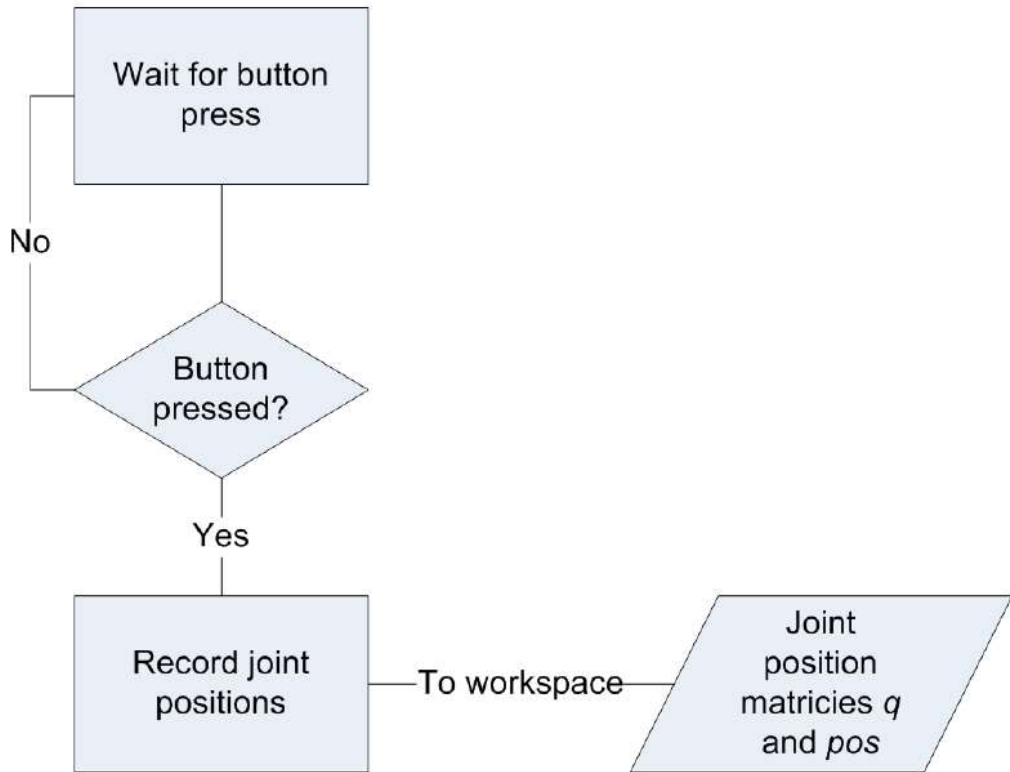 Wait for button
press
No
Button
pressed?
Yes
Record joint
positions
To workspace
Joint
position
matricies q
and pos